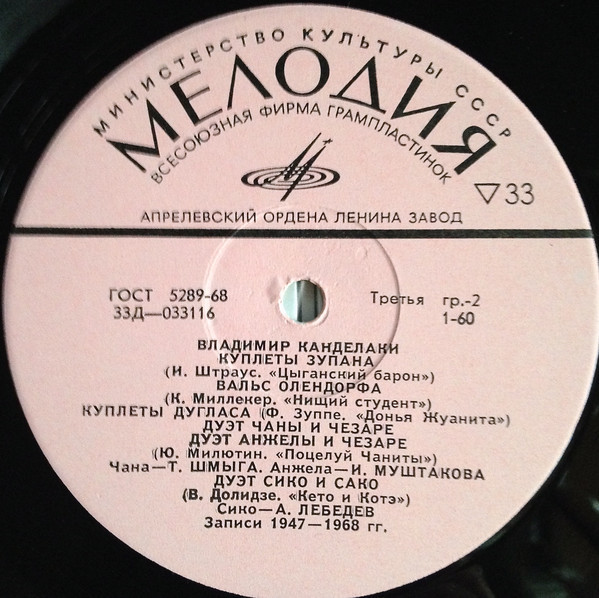 МИНИСТЕРСТВО КУЛЬТУРЫ СССР
МЕЛОДИЯ
ВСЕСОЮЗНАЯ ФИРМА ГРАМПЛАСТИНОК
▽33
АПРЕЛЕВСКИЙ ОРДЕНА ЛЕНИНА ЗАВОД
ГОСТ 5289-68
33Д—033116
Третья гр.-2
1-60
ВЛАДИМИР КАНДЕЛАКИ
КУПЛЕТЫ ЗУПАНА
(И. Штраус. «Цыганский барон»)
ВАЛЬС ОЛЕНДОРФА
(К. Миллекер. «Нищий студент»)
КУПЛЕТЫ ДУГЛАСА (Ф. Зуппе. «Донья Жуанита»)
ДУЭТ ЧАНЫ И ЧЕЗАРЕ
ДУЭТ АНЖЕЛЫ И ЧЕЗАРЕ
(Ю. Милютин. «Поцелуй Чаниты»)
Чана—Т. ШМЫГА. Анжела—И. МУШТАКОВА
ДУЭТ СИКО И САКО
(В. Долидзе. «Кето и Котэ»)
Сико—А. ЛЕБЕДЕВ
Записи 1947—1968 гг.